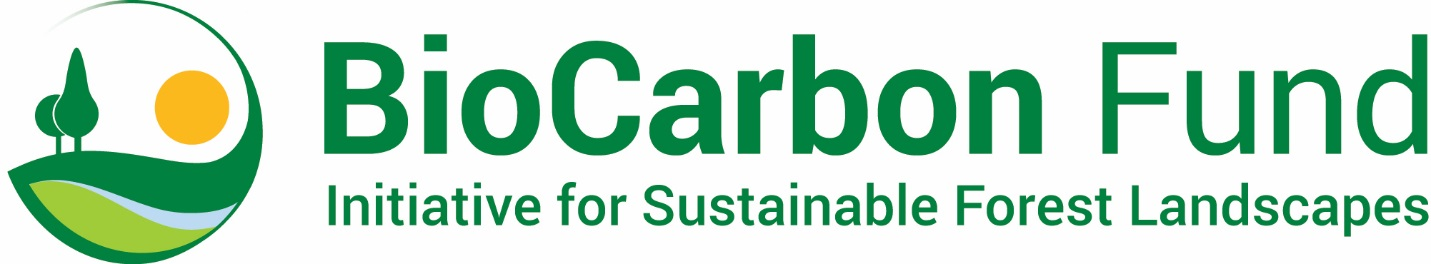 BioCarbon Fund
Initiative for Sustainable Forest Landscapes